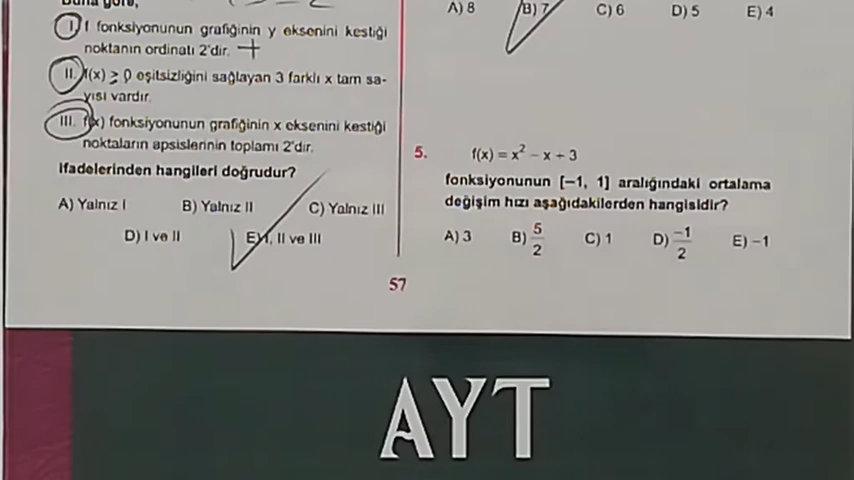 Buna göre,
I. f fonksiyonunun grafiğinin y eksenini kestiği
noktanın ordinatı 2'dir. +
II. f(x) ≥ 0 eşitsizliğini sağlayan 3 farklı x tam sa-
yısı vardır.
III. f(x) fonksiyonunun grafiğinin x eksenini kestiği
noktaların apsislerinin toplamı 2'dir.
ifadelerinden hangileri doğrudur?
A) Yalnız I B) Yalnız II C) Yalnız III
D) I ve II E) I, II ve III
A) 8 B) 7 C) 6 D) 5 E) 4
5. f(x) = x² − x + 3
fonksiyonunun [−1, 1] aralığındaki ortalama
değişim hızı aşağıdakilerden hangisidir?
A) 3 B) 5/2 C) 1 D) −1/2 E) −1
57
AYT